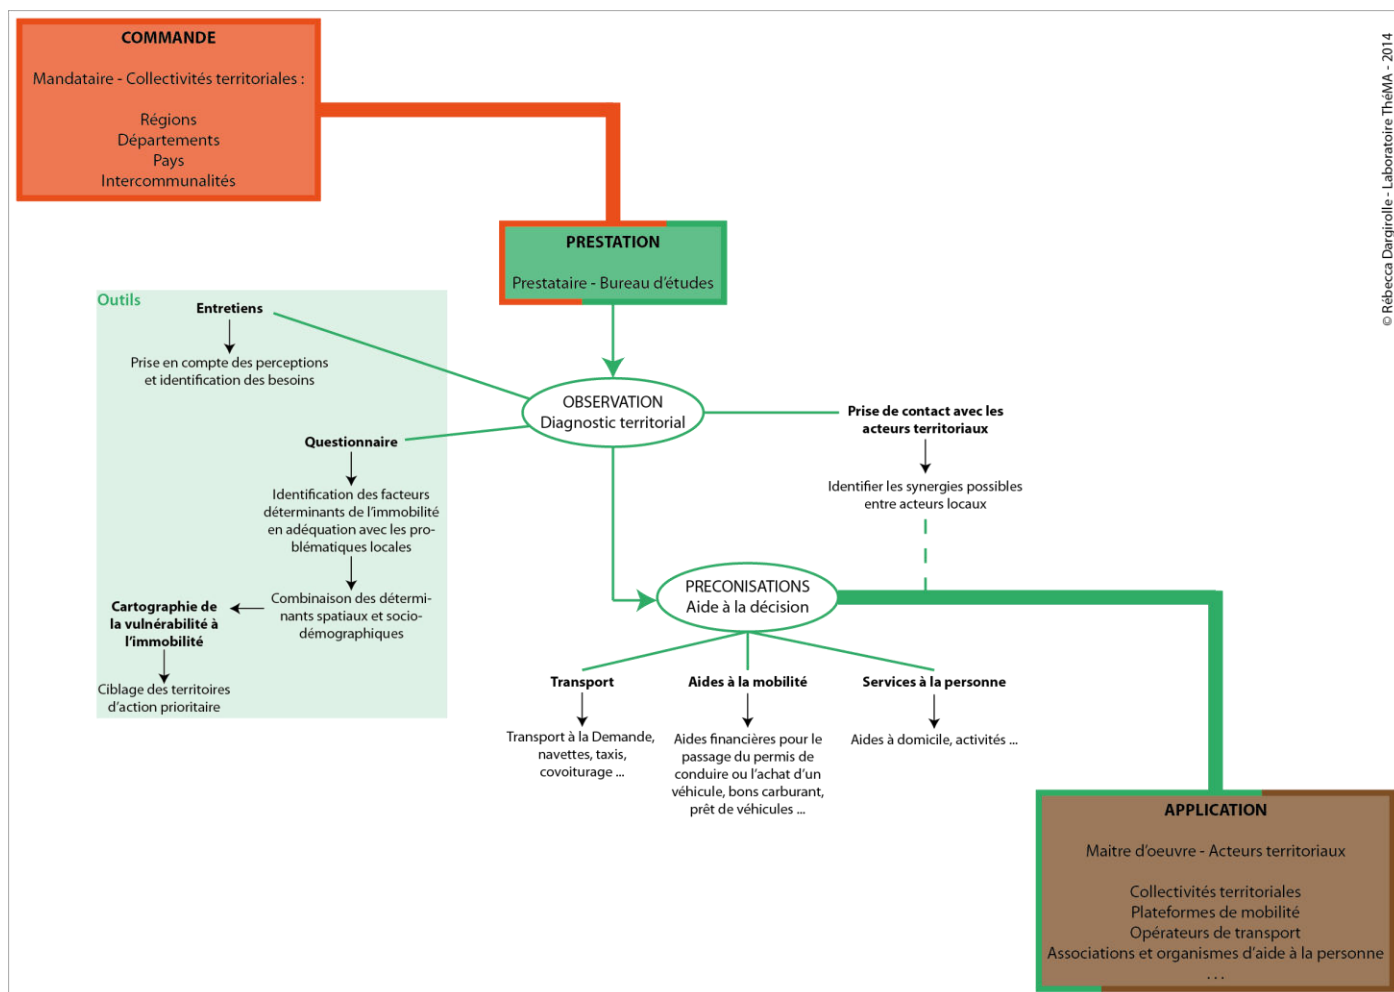 COMMANDE
Mandataire - Collectivités territoriales :
Régions
Départements
Pays
Intercommunalités
© Rébecca Dargirolle - Laboratoire ThéMA - 2014
PRESTATION
Prestataire - Bureau d'études
Outils
Entretiens
Prise en compte des perceptions
et identification des besoins
OBSERVATION
Diagnostic territorial
Prise de contact avec les
acteurs territoriaux
Identifier les synergies possibles
entre acteurs locaux
Questionnaire
Identification des facteurs
déterminants de l'immobilité
en adéquation avec les pro-
blématiques locales
Combinaison des détermi-
nants spatiaux et socio-
démographiques
Cartographie de
la vulnérabilité à
l'immobilité
Ciblage des territoires
d'action prioritaire
PRECONISATIONS
Aide à la décision
Transport
Transport à la Demande,
navettes, taxis,
covoiturage ...
Aides à la mobilité
Aides financières pour le
passage du permis de
conduire ou l'achat d'un
véhicule, bons carburant,
prêt de véhicules ...
Services à la personne
Aides à domicile, activités ...
APPLICATION
Maitre d'oeuvre - Acteurs territoriaux
Collectivités territoriales
Plateformes de mobilité
Opérateurs de transport
Associations et organismes d'aide à la personne
...